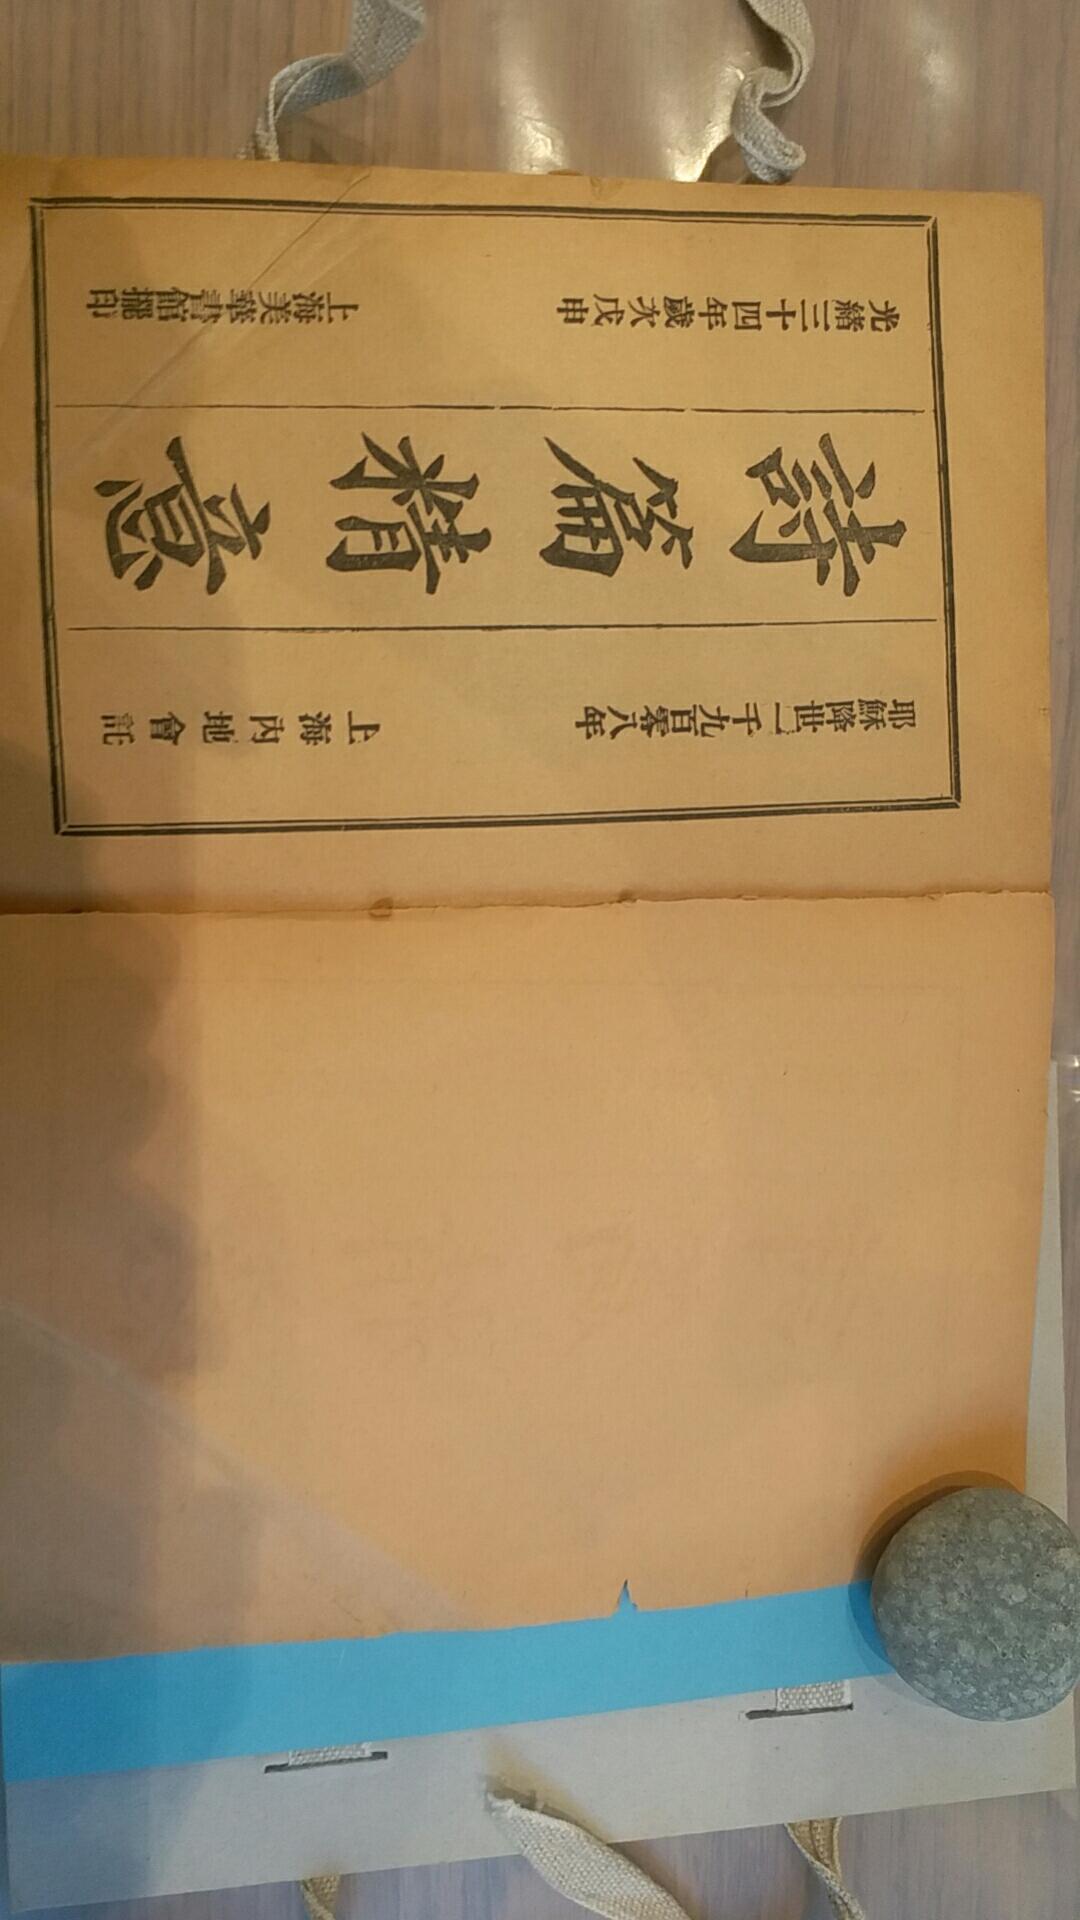 耶穌降世一千九百零八年
上海內地會託
詩篇精意
光緒三十四年歲次戊申
上海美華書館擺印